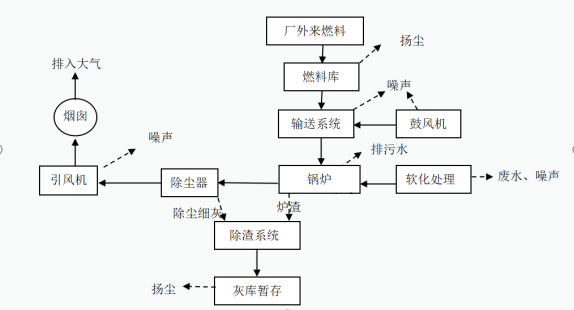 厂外来燃料
扬尘
排入大气
燃料库
噪声
烟囱
输送系统
鼓风机
噪声
排污水
引风机
除尘器
锅炉
软化处理
废水、噪声
除尘细灰
炉渣
除渣系统
扬尘
灰库暂存